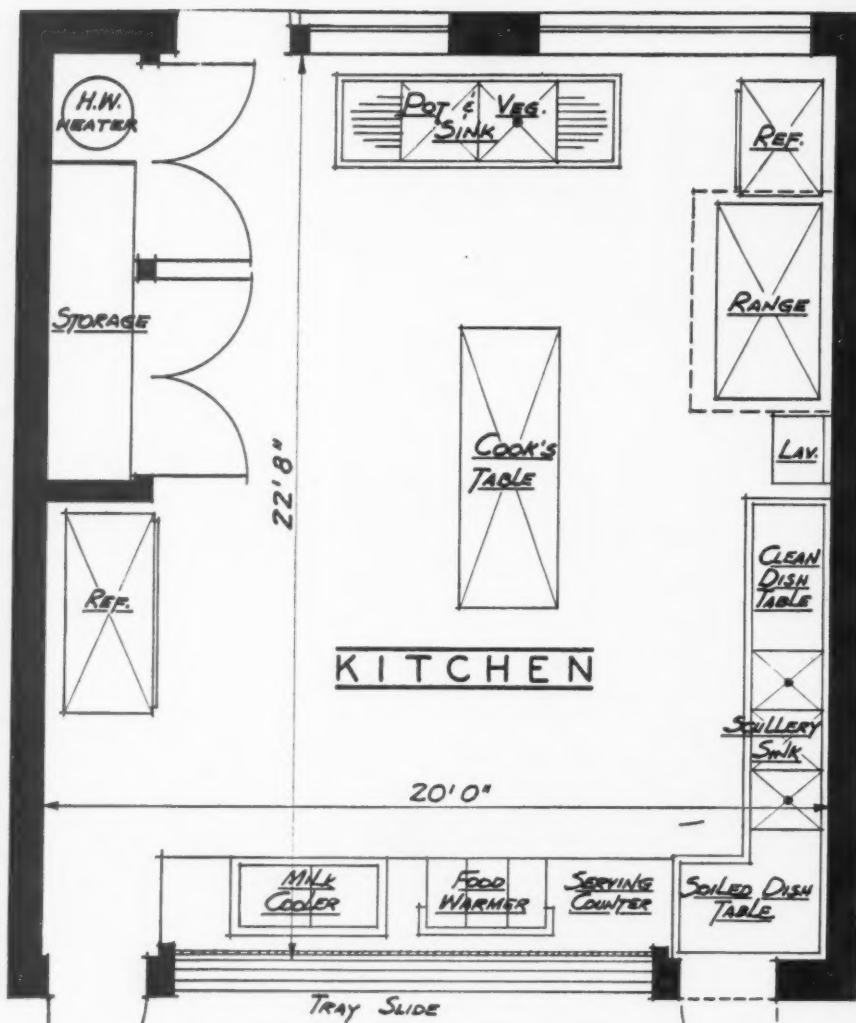 H.W.
HEATER
POT & VEG.
SINK
REF.
RANGE
STORAGE
COOK'S
TABLE
LAV.
22'8"
REF.
CLEAN
DISH
TABLE
KITCHEN
SCULLERY
SINK
20'0"
MILK
COOLER
FOOD
WARMER
SERVING
COUNTER
SOILED DISH
TABLE
TRAY SLIDE